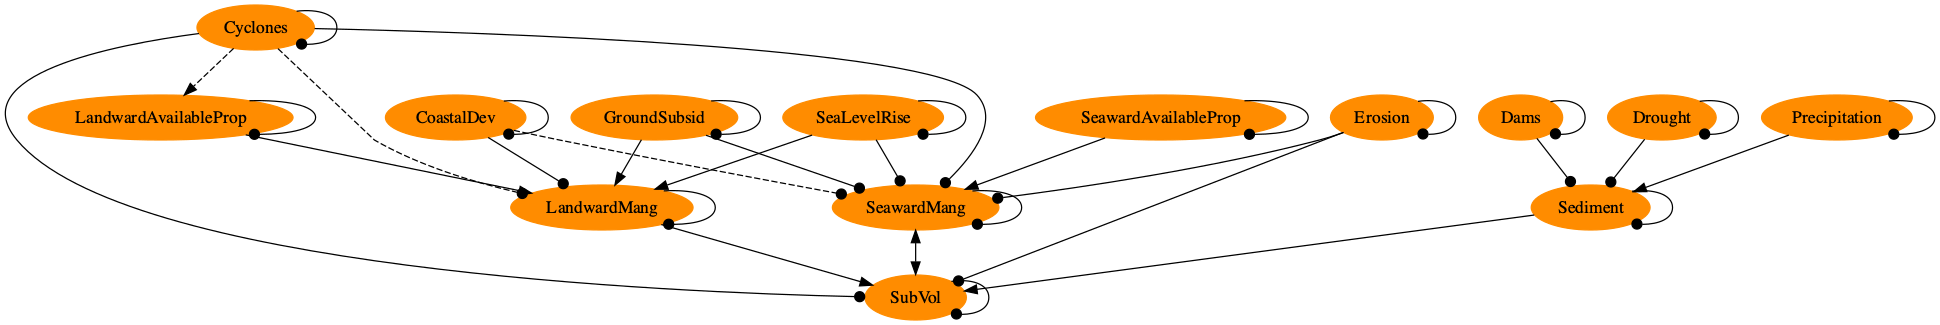 Cyclones
LandwardAvailableProp
CoastalDev
GroundSubsid
SeaLevelRise
SeawardAvailableProp
Erosion
Dams
Drought
Precipitation
LandwardMang
SeawardMang
Sediment
SubVol